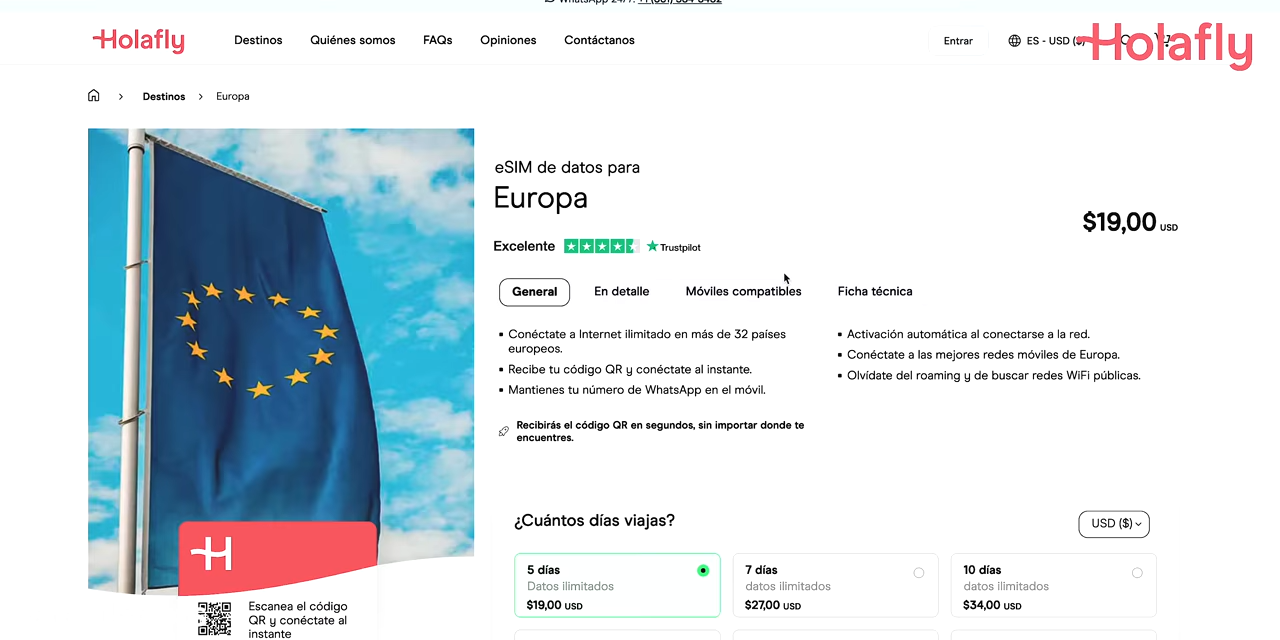 WhatsApp 24/7:
Holafly
Destinos
Quiénes somos
FAQs
Opiniones
Contáctanos
Entrar
ES - USD ($)
Holafly
Destinos
Europa
eSIM de datos para
Europa
$19,00 USD
Excelente
Trustpilot
General
En detalle
Móviles compatibles
Ficha técnica
Conéctate a Internet ilimitado en más de 32 países
europeos.
Recibe tu código QR y conéctate al instante.
Mantienes tu número de WhatsApp en el móvil.
Activación automática al conectarse a la red.
Conéctate a las mejores redes móviles de Europa.
Olvídate del roaming y de buscar redes WiFi públicas.
Recibirás el código QR en segundos, sin importar donde te
encuentres.
¿Cuántos días viajas?
USD ($)
5 días
Datos ilimitados
$19,00 USD
7 días
datos ilimitados
$27,00 USD
10 días
datos ilimitados
$34,00 USD
H
Escanea el código
QR y conéctate al
instante